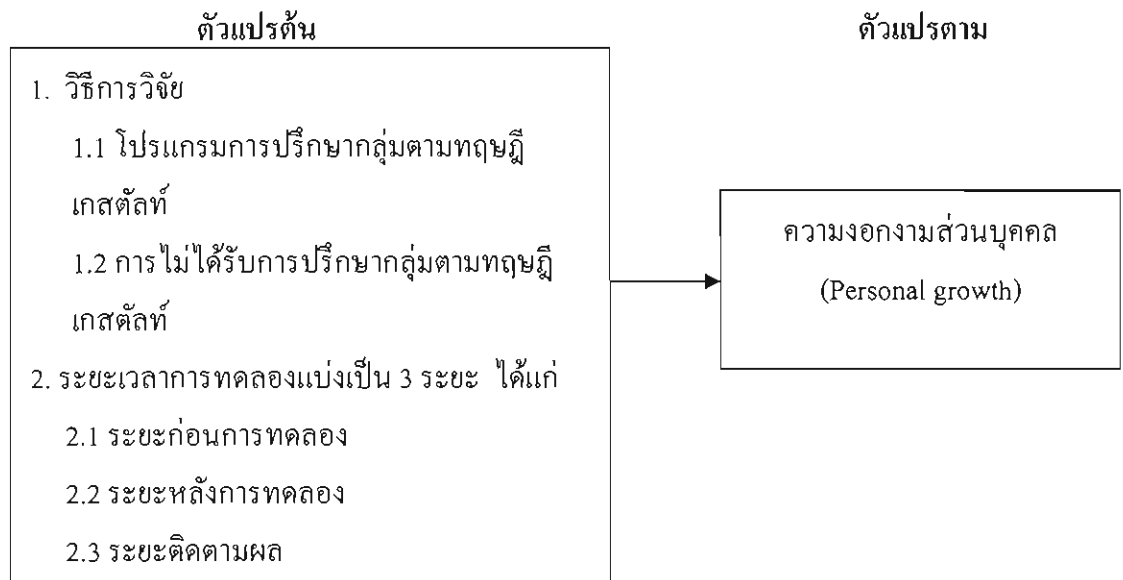 ตัวแปรต้น
ตัวแปรตาม
1. วิธีการวิจัย
1.1 โปรแกรมการปรึกษากลุ่มตามทฤษฎี
เกสตัลท์
1.2 การไม่ได้รับการปรึกษากลุ่มตามทฤษฎี
เกสตัลท์
2. ระยะเวลาการทดลองแบ่งเป็น 3 ระยะ ได้แก่
2.1 ระยะก่อนการทดลอง
2.2 ระยะหลังการทดลอง
2.3 ระยะติดตามผล
ความงอกงามส่วนบุคคล
(Personal growth)